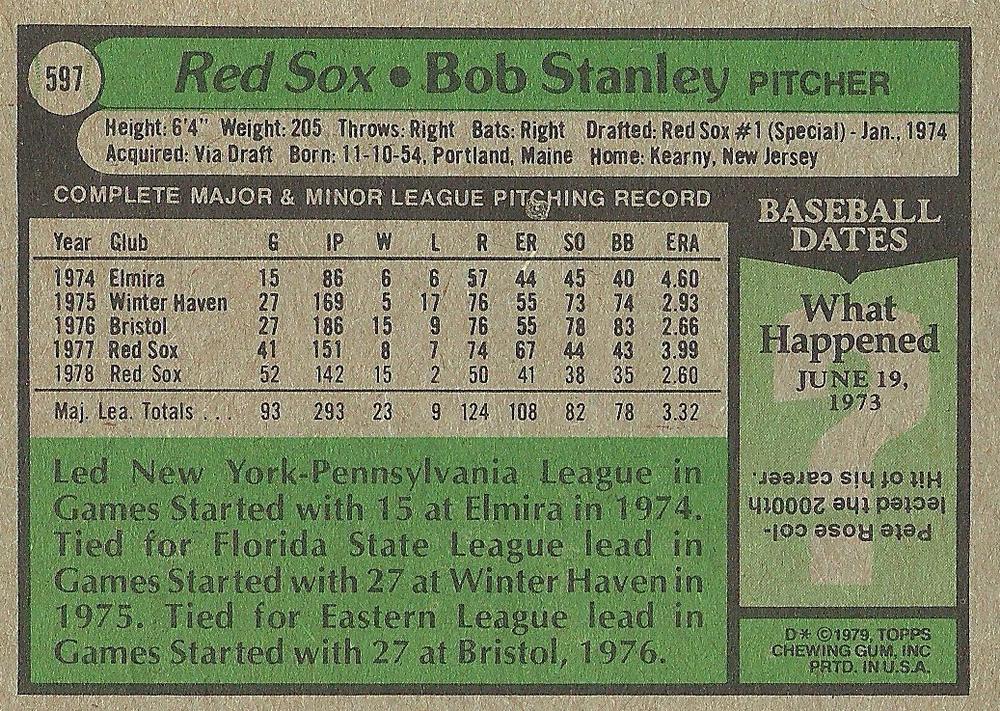 597
Red Sox • Bob Stanley PITCHER
Height: 6'4" Weight: 205 Throws: Right Bats: Right Drafted: Red Sox #1 (Special) - Jan., 1974
Acquired: Via Draft Born: 11-10-54, Portland, Maine Home: Kearny, New Jersey
COMPLETE MAJOR & MINOR LEAGUE PITCHING RECORD
Year Club G IP W L R ER SO BB ERA
1974 Elmira 15 86 6 6 57 44 45 40 4.60
1975 Winter Haven 27 169 5 17 76 55 73 74 2.93
1976 Bristol 27 186 15 9 76 55 78 83 2.66
1977 Red Sox 41 151 8 7 74 67 44 43 3.99
1978 Red Sox 52 142 15 2 50 41 38 35 2.60
Maj. Lea. Totals . . . 93 293 23 9 124 108 82 78 3.32
Led New York-Pennsylvania League in
Games Started with 15 at Elmira in 1974.
Tied for Florida State League lead in
Games Started with 27 at Winter Haven in
1975. Tied for Eastern League lead in
Games Started with 27 at Bristol, 1976.
BASEBALL
DATES
What
Happened
JUNE 19,
1973
Pete Rose col-
lected the 2000th
Hit of his career.
D* ©1979, TOPPS
CHEWING GUM, INC
PRTD. IN U.S.A.